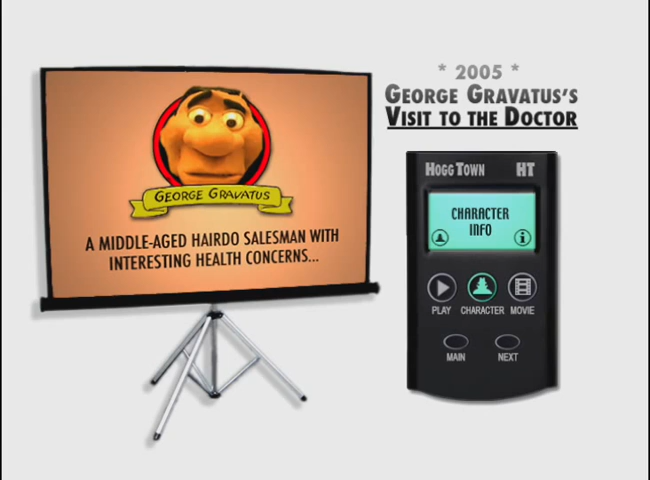 * 2005 *
GEORGE GRAVATUS'S
VISIT TO THE DOCTOR
GEORGE GRAVATUS
A MIDDLE-AGED HAIRDO SALESMAN WITH
INTERESTING HEALTH CONCERNS...
HOGG TOWN HT
CHARACTER
INFO
i
PLAY CHARACTER MOVIE
MAIN NEXT